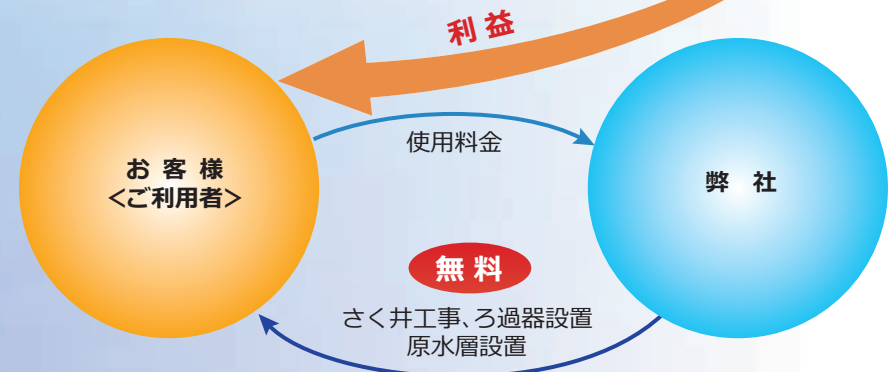 利益
使用料金
お客様
<ご利用者>
弊 社
無料
さく井工事、ろ過器設置
原水層設置